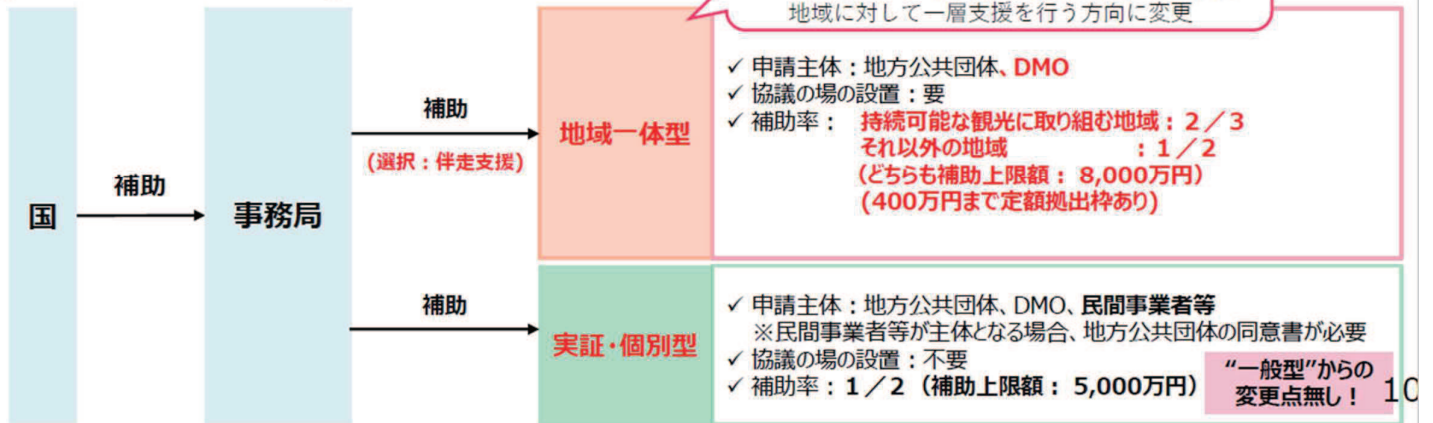 地域に対して一層支援を行う方向に変更
国
補助
事務局
補助
(選択：伴走支援)
地域一体型
✓ 申請主体：地方公共団体、DMO
✓ 協議の場の設置：要
✓ 補助率： 持続可能な観光に取り組む地域：２／３
それ以外の地域 ：１／２
(どちらも補助上限額： 8,000万円)
(400万円まで定額拠出枠あり)
補助
実証・個別型
✓ 申請主体：地方公共団体、DMO、民間事業者等
※民間事業者等が主体となる場合、地方公共団体の同意書が必要
✓ 協議の場の設置：不要
✓ 補助率：１／２（補助上限額： 5,000万円）
“一般型”からの
変更点無し！
10